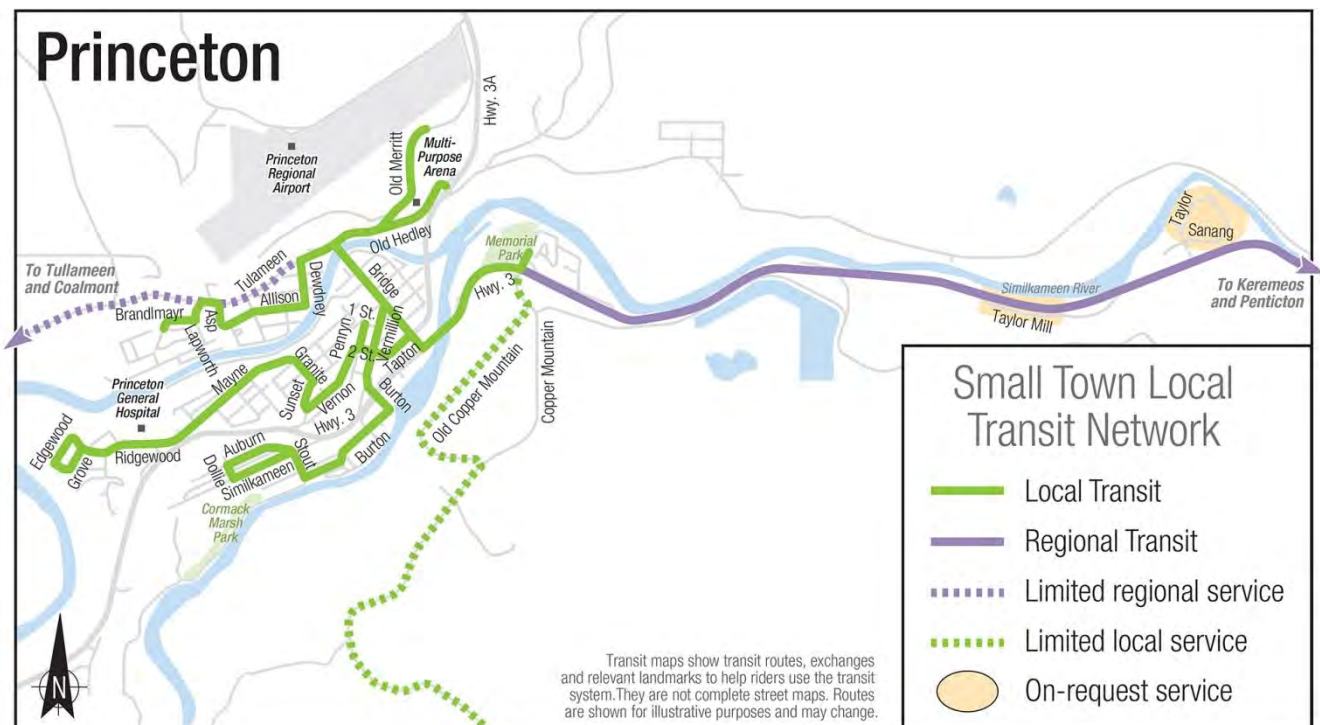 Princeton
Hwy. 3A
Old Merritt
Multi-
Purpose
Arena
Princeton
Regional
Airport
Old Hedley
Memorial
Park
Taylor
Sanang
To Tullameen
and Coalmont
Tulameen
Dewdney
Bridge
Hwy. 3
Similkameen River
To Keremeos
and Penticton
Allison
Brandlmayr
Asp
1 St.
Penryn
Vermillion
Taylor Mill
Lapworth
2 St.
Tapton
Mayne
Granite
Sunset
Vernon
Burton
Old Copper Mountain
Copper Mountain
Princeton
General
Hospital
Hwy. 3
Edgewood
Grove
Ridgewood
Auburn
Stout
Burton
Dollie
Similkameen
Cormack
Marsh
Park
Small Town Local
Transit Network
Local Transit
Regional Transit
Limited regional service
Limited local service
On-request service
Transit maps show transit routes, exchanges
and relevant landmarks to help riders use the transit
system.They are not complete street maps. Routes
are shown for illustrative purposes and may change.
N